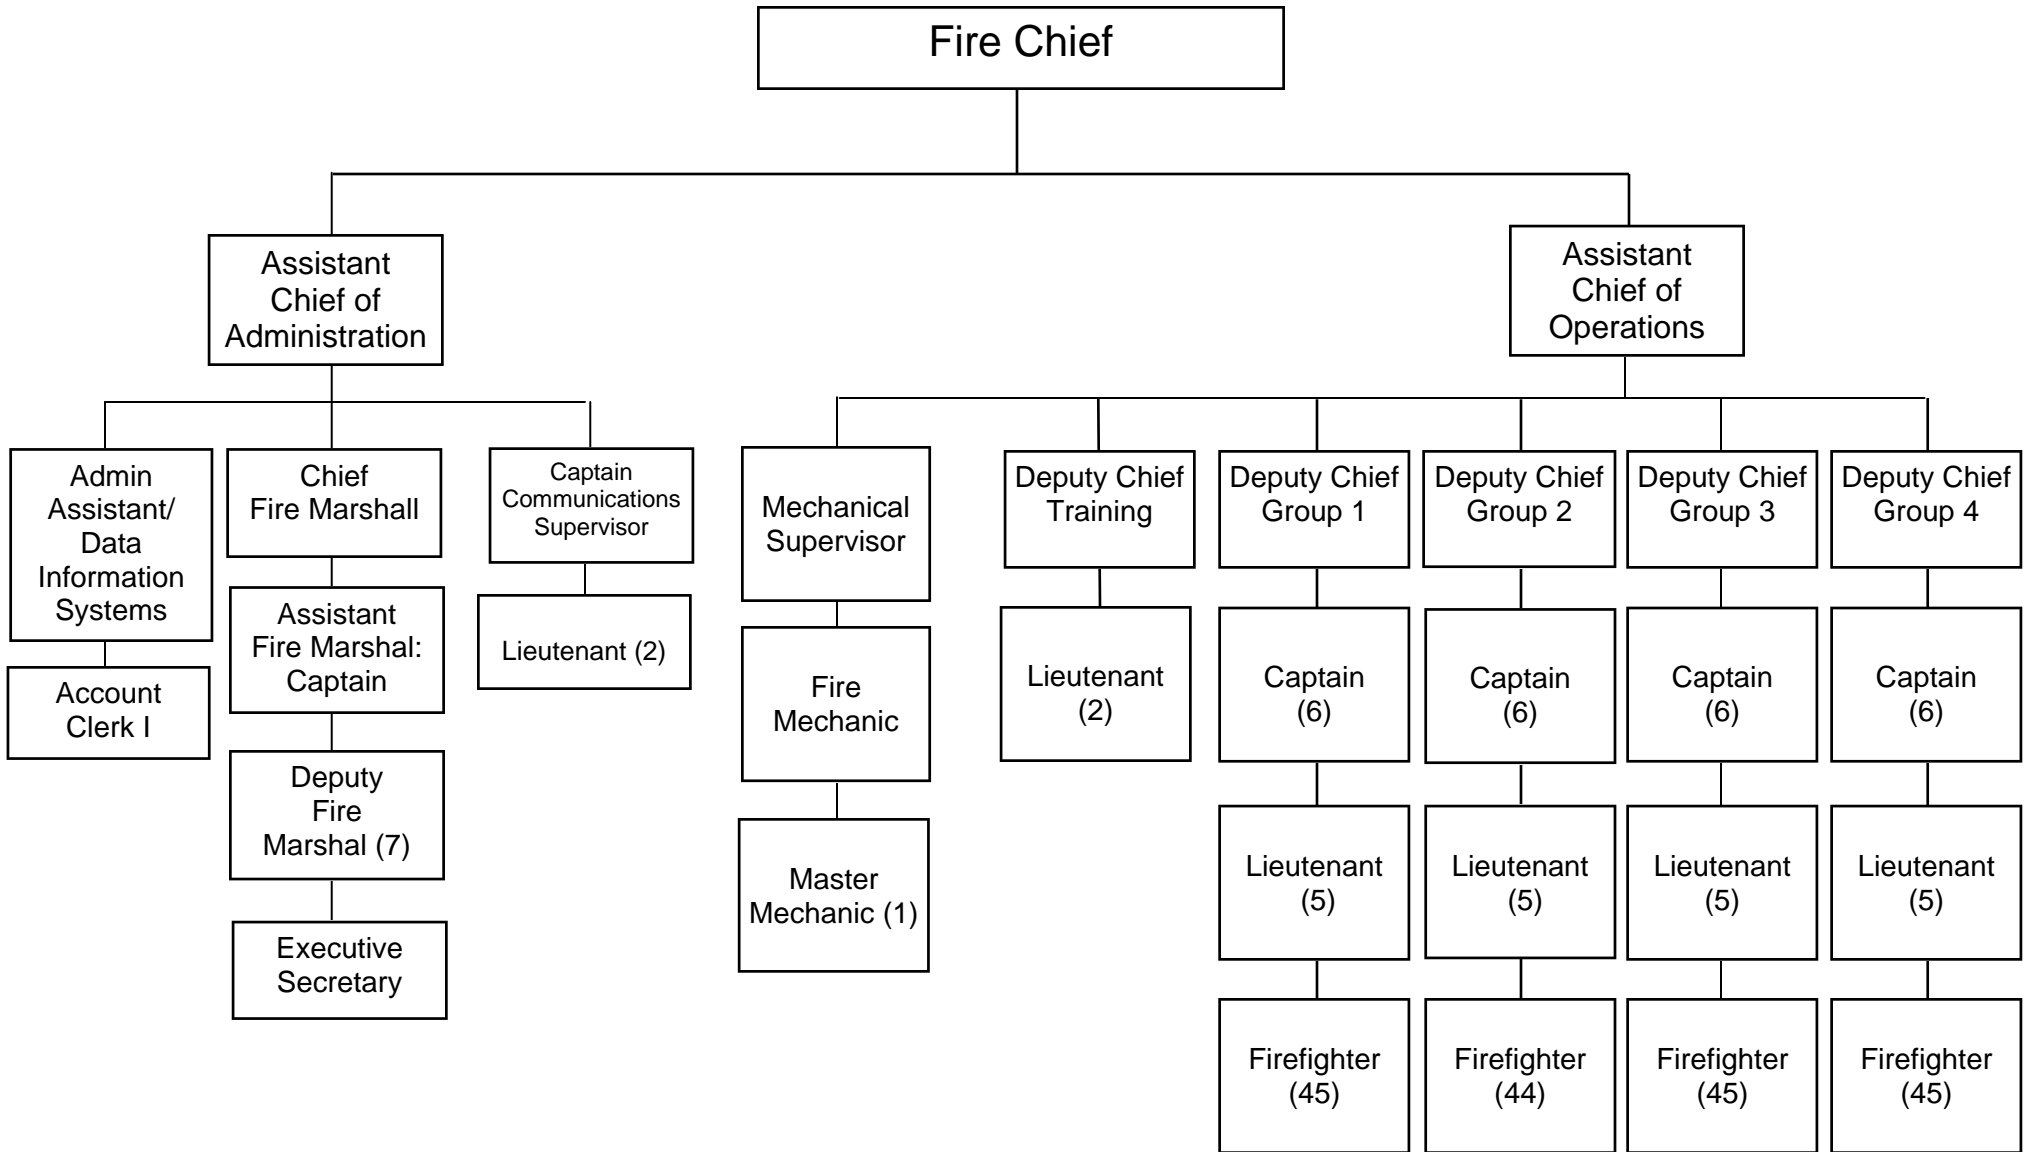 Fire Chief
Assistant
Chief of
Administration
Assistant
Chief of
Operations
Admin
Assistant/
Data
Information
Systems
Chief
Fire Marshall
Captain
Communications
Supervisor
Mechanical
Supervisor
Deputy Chief
Training
Deputy Chief
Group 1
Deputy Chief
Group 2
Deputy Chief
Group 3
Deputy Chief
Group 4
Account
Clerk I
Assistant
Fire Marshal:
Captain
Lieutenant (2)
Fire
Mechanic
Lieutenant
(2)
Captain
(6)
Captain
(6)
Captain
(6)
Captain
(6)
Deputy
Fire
Marshal (7)
Master
Mechanic (1)
Lieutenant
(5)
Lieutenant
(5)
Lieutenant
(5)
Lieutenant
(5)
Executive
Secretary
Firefighter
(45)
Firefighter
(44)
Firefighter
(45)
Firefighter
(45)